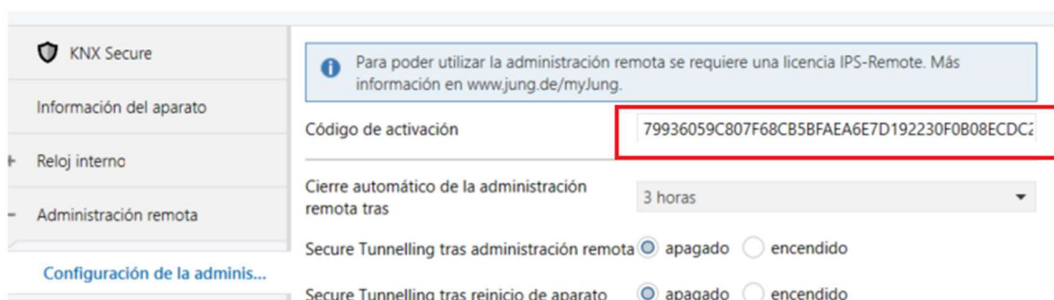 KNX Secure
Información del aparato
Reloj interno
Administración remota
Configuración de la adminis...
Para poder utilizar la administración remota se requiere una licencia IPS-Remote. Más
información en www.jung.de/myJung.
Código de activación
79936059C807F68CB5BFAEA6E7D192230F0B08ECDC2
Cierre automático de la administración
remota tras
3 horas
Secure Tunnelling tras administración remota apagado encendido
Secure Tunnelling tras reinicio de aparato apagado encendido